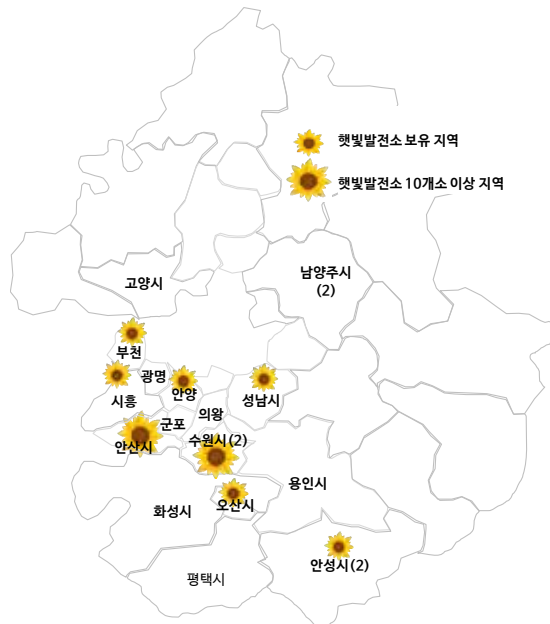 햇빛발전소 보유 지역
햇빛발전소 10개소 이상 지역
남양주시
(2)
고양시
부천
광명
안양
성남시
시흥
의왕
군포
수원시(2)
안산시
용인시
오산시
화성시
안성시(2)
평택시